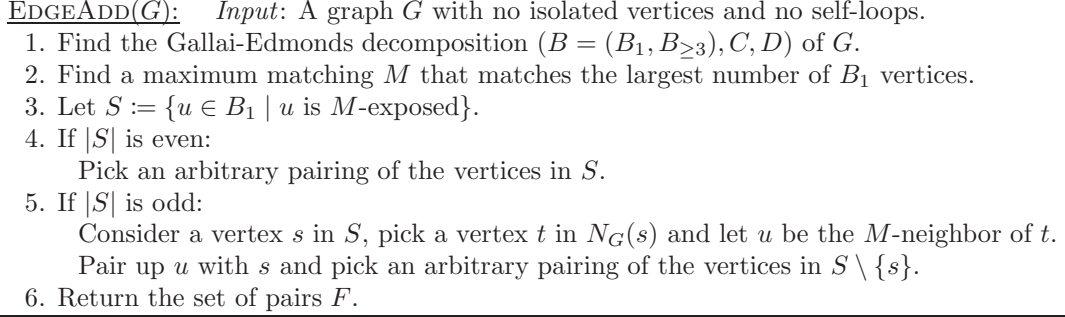 EDGEADD(G): Input: A graph G with no isolated vertices and no self-loops.
1. Find the Gallai-Edmonds decomposition (B = (B₁, B≥₃), C, D) of G.
2. Find a maximum matching M that matches the largest number of B₁ vertices.
3. Let S := {u ∈ B₁ | u is M-exposed}.
4. If |S| is even:
Pick an arbitrary pairing of the vertices in S.
5. If |S| is odd:
Consider a vertex s in S, pick a vertex t in N_G(s) and let u be the M-neighbor of t.
Pair up u with s and pick an arbitrary pairing of the vertices in S \ {s}.
6. Return the set of pairs F.